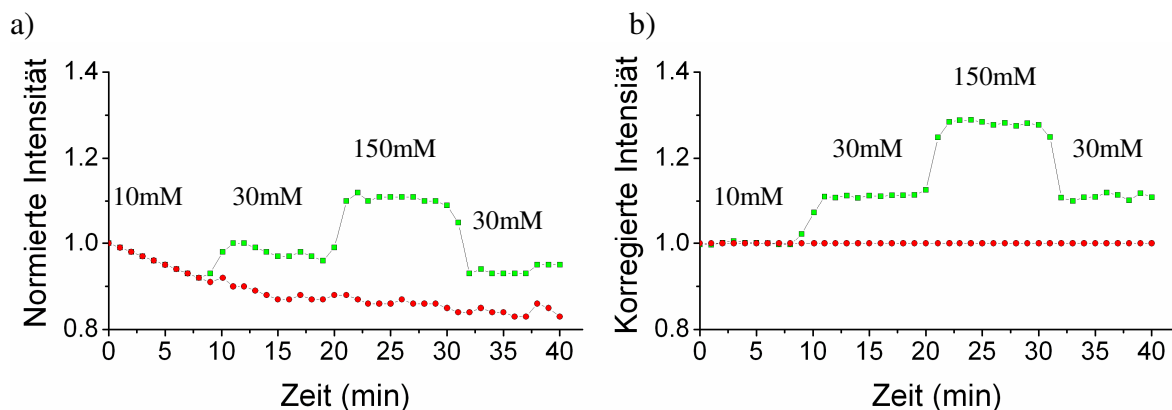 a)
Normierte Intensität
1.4
1.2
1.0
0.8
10mM
30mM
150mM
30mM
0 5 10 15 20 25 30 35 40
Zeit (min)
b)
Korregierte Intensiät
1.4
1.2
1.0
0.8
10mM
30mM
150mM
30mM
0 5 10 15 20 25 30 35 40
Zeit (min)